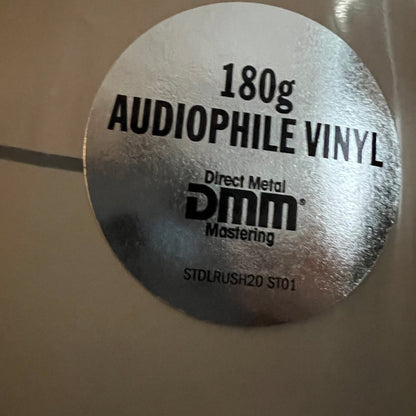 180g
AUDIOPHILE VINYL
Direct Metal
DMM®
Mastering
STDLRUSH20 ST01